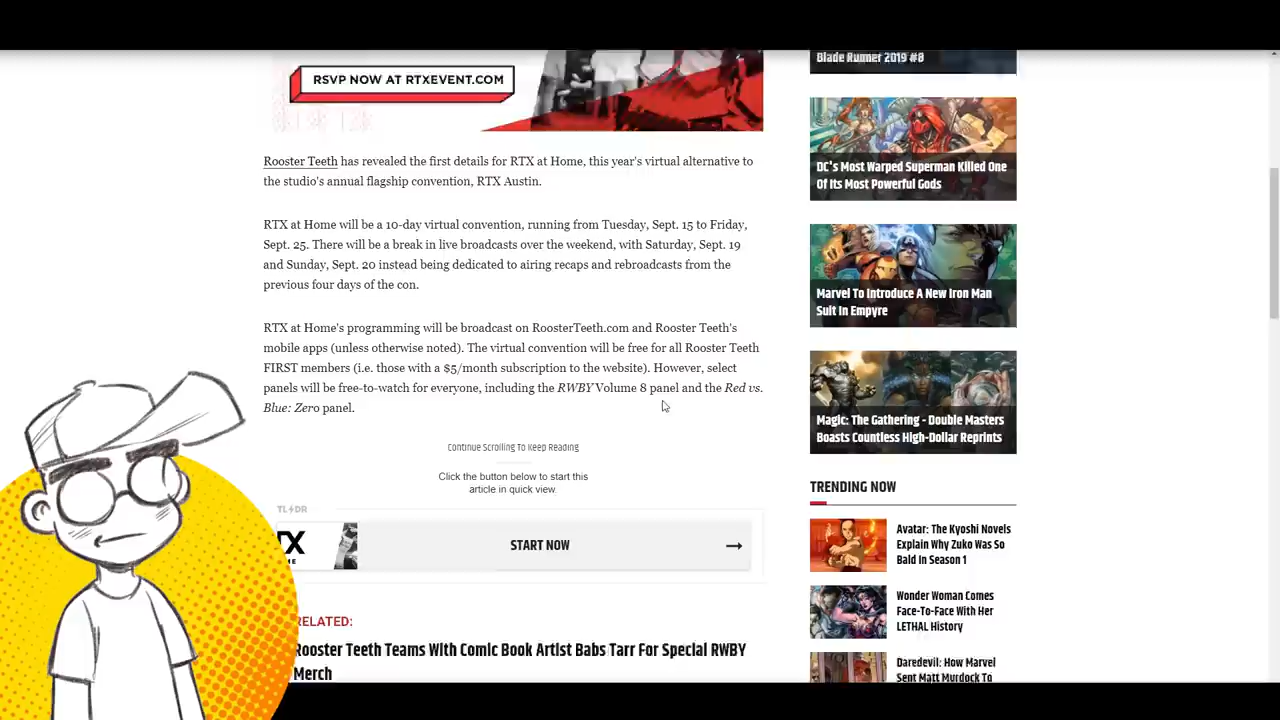 RSVP NOW AT RTXEVENT.COM
Rooster Teeth has revealed the first details for RTX at Home, this year's virtual alternative to
the studio's annual flagship convention, RTX Austin.
RTX at Home will be a 10-day virtual convention, running from Tuesday, Sept. 15 to Friday,
Sept. 25. There will be a break in live broadcasts over the weekend, with Saturday, Sept. 19
and Sunday, Sept. 20 instead being dedicated to airing recaps and rebroadcasts from the
previous four days of the con.
RTX at Home's programming will be broadcast on RoosterTeeth.com and Rooster Teeth's
mobile apps (unless otherwise noted). The virtual convention will be free for all Rooster Teeth
FIRST members (i.e. those with a $5/month subscription to the website). However, select
panels will be free-to-watch for everyone, including the RWBY Volume 8 panel and the Red vs.
Blue: Zero panel.
Continue Scrolling To Keep Reading
Click the button below to start this
article in quick view.
TL DR
TX
ME
START NOW
RELATED:
Rooster Teeth Teams With Comic Book Artist Babs Tarr For Special RWBY
Merch
Blade Runner 2019 #8
DC's Most Warped Superman Killed One
Of Its Most Powerful Gods
Marvel To Introduce A New Iron Man
Suit In Empyre
Magic: The Gathering - Double Masters
Boasts Countless High-Dollar Reprints
TRENDING NOW
Avatar: The Kyoshi Novels
Explain Why Zuko Was So
Bald In Season 1
Wonder Woman Comes
Face-To-Face With Her
LETHAL History
Daredevil: How Marvel
Sent Matt Murdock To